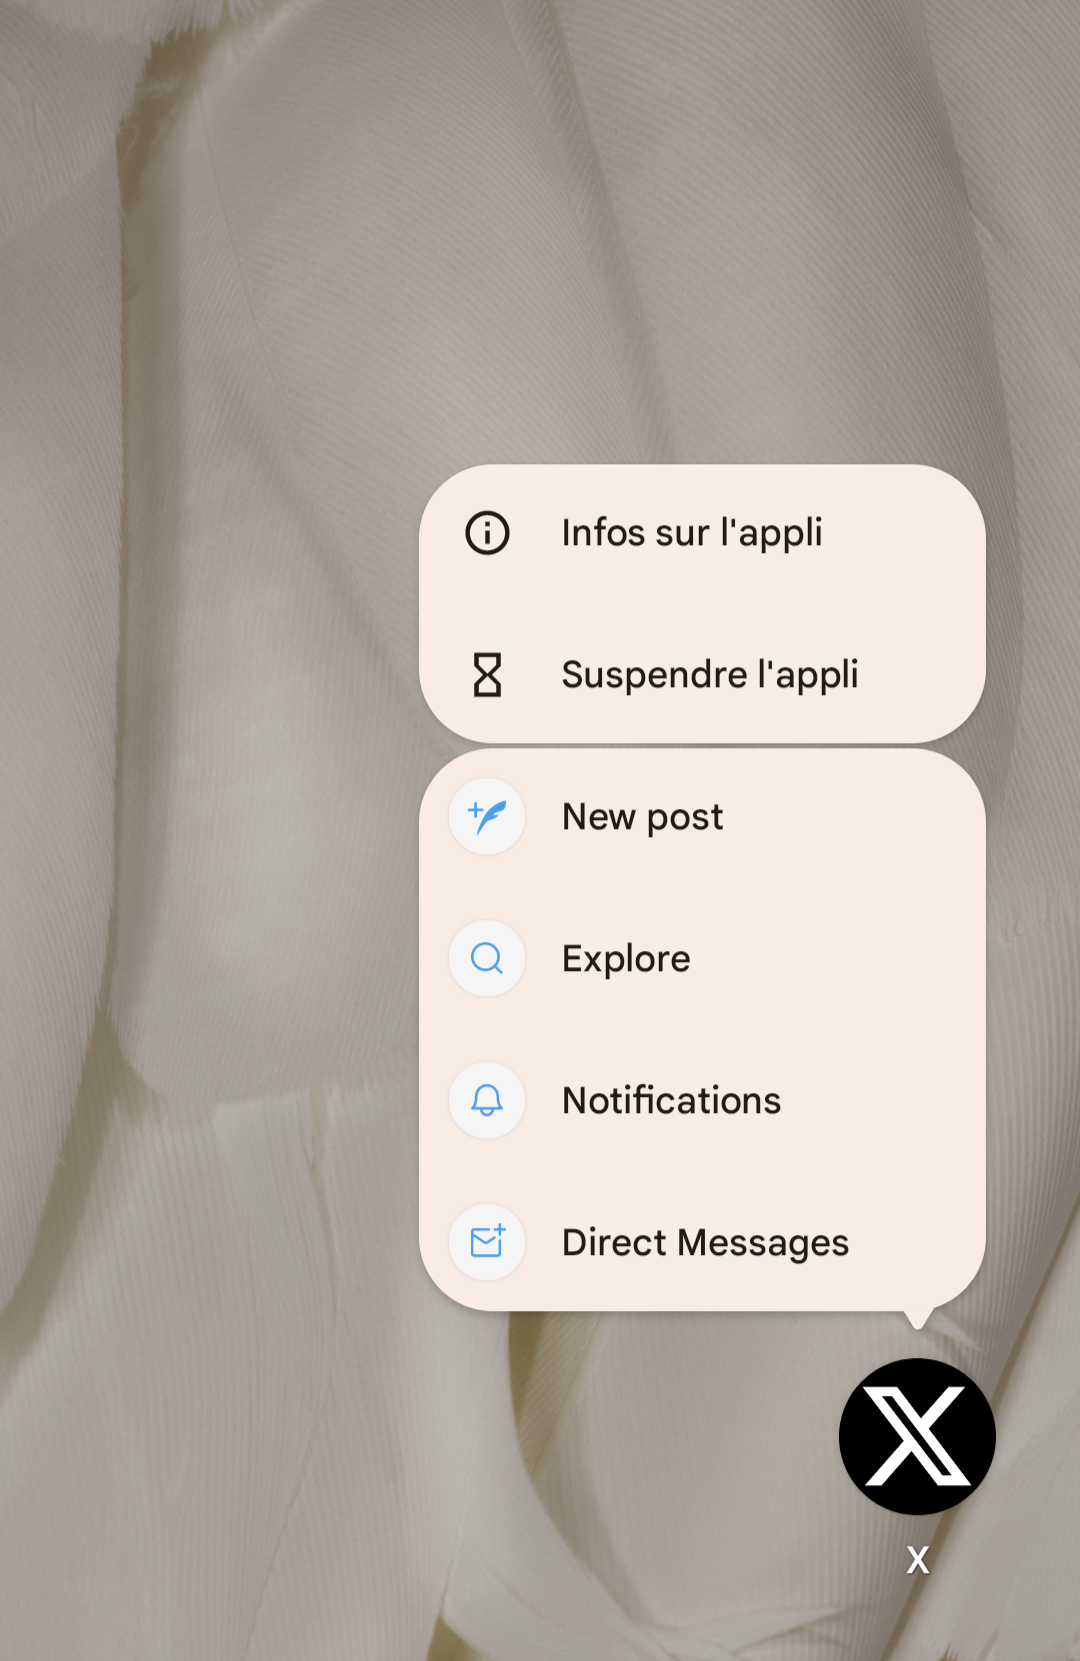 Infos sur l'appli
Suspendre l'appli
New post
Explore
Notifications
Direct Messages
X